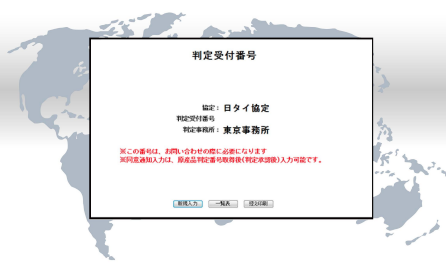 判定受付番号
協定： 日タイ協定
判定受付番号
判定事務所： 東京事務所
※この番号は、お問い合わせの際に必要になります
※同意通知入力は、原産品判定番号取得後(判定承認後)入力可能です。
新規入力 一覧表 控え印刷